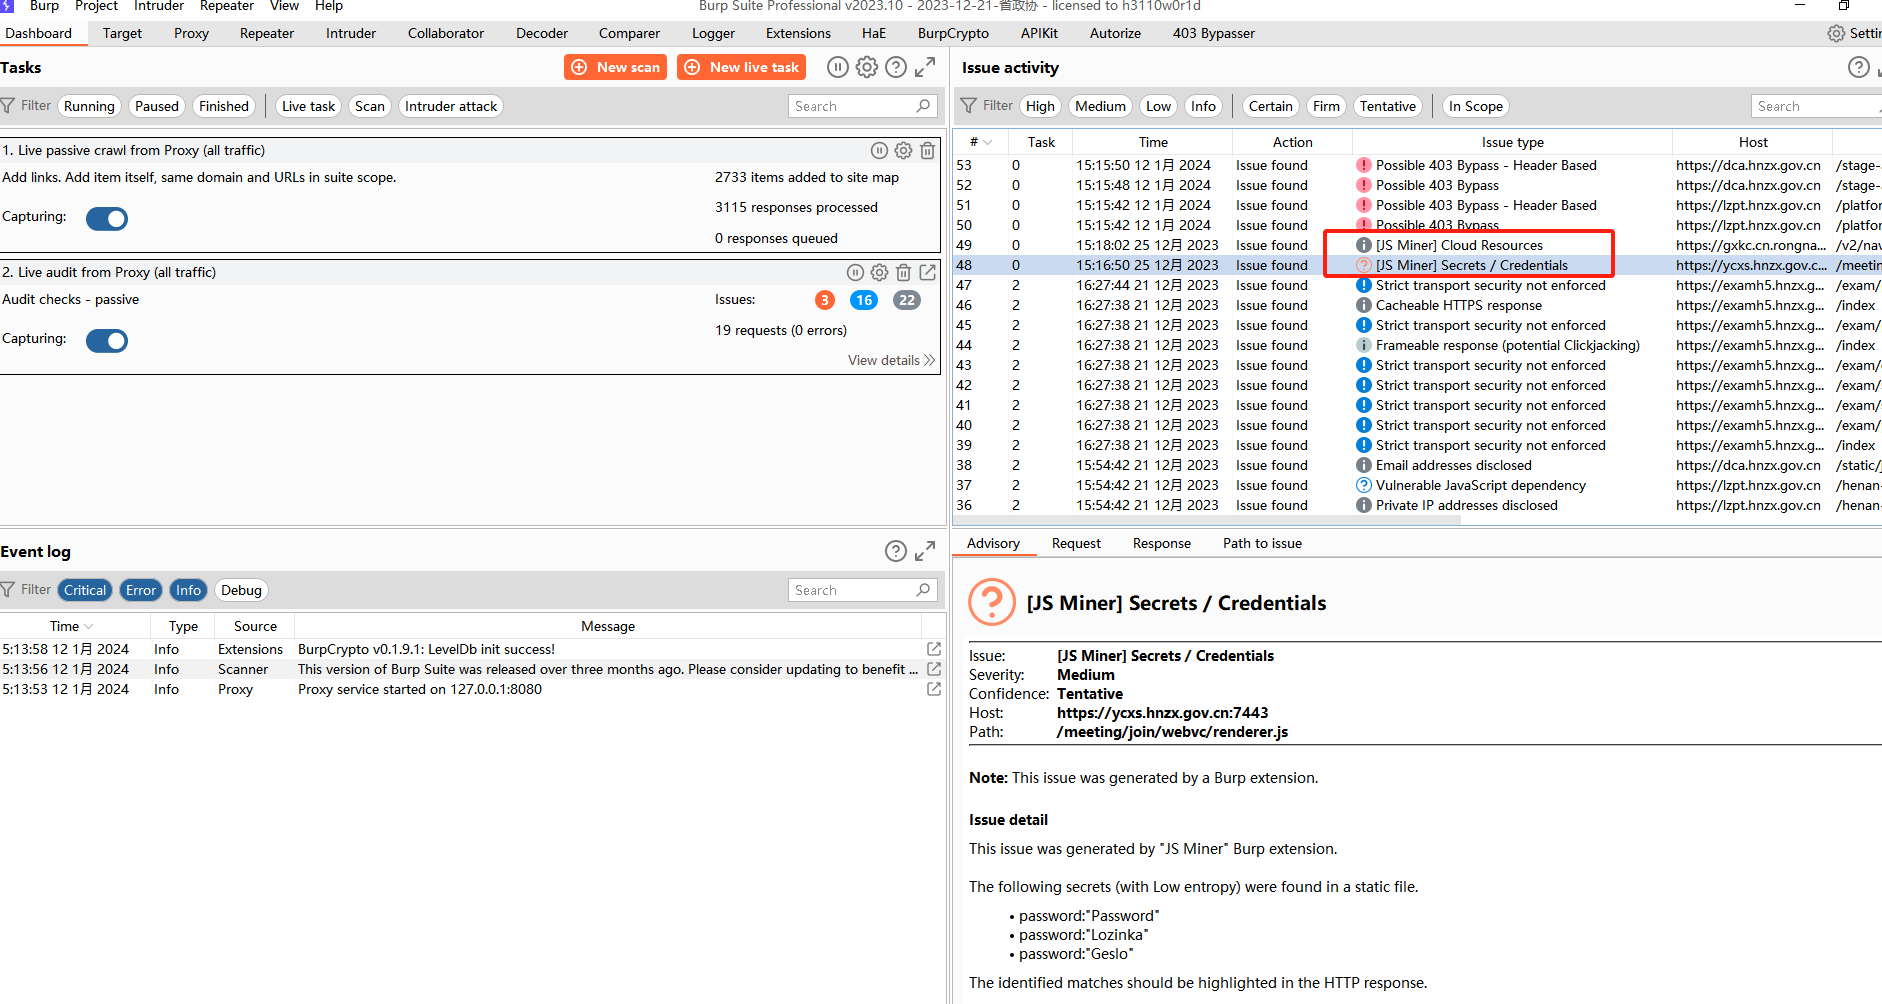 Burp Project Intruder Repeater View Help
Burp Suite Professional v2023.10 - 2023-12-21-省政协 - licensed to h3110w0r1d
Dashboard Target Proxy Repeater Intruder Collaborator Decoder Comparer Logger Extensions HaE BurpCrypto APIKit Autorize 403 Bypasser
Tasks
New scan New live task
Filter Running Paused Finished Live task Scan Intruder attack Search
1. Live passive crawl from Proxy (all traffic)
Add links. Add item itself, same domain and URLs in suite scope. 2733 items added to site map
3115 responses processed
Capturing:
0 responses queued
2. Live audit from Proxy (all traffic)
Audit checks - passive Issues: 3 16 22
19 requests (0 errors)
Capturing:
View details
Event log
Filter Critical Error Info Debug Search
Time Type Source Message
5:13:58 12 1月 2024 Info Extensions BurpCrypto v0.1.9.1: LevelDb init success!
5:13:56 12 1月 2024 Info Scanner This version of Burp Suite was released over three months ago. Please consider updating to benefit ...
5:13:53 12 1月 2024 Info Proxy Proxy service started on 127.0.0.1:8080
Issue activity
Filter High Medium Low Info Certain Firm Tentative In Scope Search
# Task Time Action Issue type Host
53 0 15:15:50 12 1月 2024 Issue found Possible 403 Bypass - Header Based https://dca.hnzx.gov.cn /stage-
52 0 15:15:48 12 1月 2024 Issue found Possible 403 Bypass https://dca.hnzx.gov.cn /stage-
51 0 15:15:42 12 1月 2024 Issue found Possible 403 Bypass - Header Based https://lzpt.hnzx.gov.cn /platfor
50 0 15:15:42 12 1月 2024 Issue found Possible 403 Bypass https://lzpt.hnzx.gov.cn /platfor
49 0 15:18:02 25 12月 2023 Issue found [JS Miner] Cloud Resources https://gxkc.cn.rongna... /v2/nav
48 0 15:16:50 25 12月 2023 Issue found [JS Miner] Secrets / Credentials https://ycxs.hnzx.gov.c... /meetin
47 2 16:27:44 21 12月 2023 Issue found Strict transport security not enforced https://examh5.hnzx.g... /exam/
46 2 16:27:38 21 12月 2023 Issue found Cacheable HTTPS response https://examh5.hnzx.g... /index
45 2 16:27:38 21 12月 2023 Issue found Strict transport security not enforced https://examh5.hnzx.g... /exam/
44 2 16:27:38 21 12月 2023 Issue found Frameable response (potential Clickjacking) https://examh5.hnzx.g... /index
43 2 16:27:38 21 12月 2023 Issue found Strict transport security not enforced https://examh5.hnzx.g... /exam/
42 2 16:27:38 21 12月 2023 Issue found Strict transport security not enforced https://examh5.hnzx.g... /exam/
41 2 16:27:38 21 12月 2023 Issue found Strict transport security not enforced https://examh5.hnzx.g... /exam/
40 2 16:27:38 21 12月 2023 Issue found Strict transport security not enforced https://examh5.hnzx.g... /exam/
39 2 16:27:38 21 12月 2023 Issue found Strict transport security not enforced https://examh5.hnzx.g... /index
38 2 15:54:42 21 12月 2023 Issue found Email addresses disclosed https://dca.hnzx.gov.cn /static/j
37 2 15:54:42 21 12月 2023 Issue found Vulnerable JavaScript dependency https://lzpt.hnzx.gov.cn /henan-
36 2 15:54:42 21 12月 2023 Issue found Private IP addresses disclosed https://lzpt.hnzx.gov.cn /henan-
Advisory Request Response Path to issue
[JS Miner] Secrets / Credentials
Issue: [JS Miner] Secrets / Credentials
Severity: Medium
Confidence: Tentative
Host: https://ycxs.hnzx.gov.cn:7443
Path: /meeting/join/webvc/renderer.js
Note: This issue was generated by a Burp extension.
Issue detail
This issue was generated by "JS Miner" Burp extension.
The following secrets (with Low entropy) were found in a static file.
• password:"Password"
• password:"Lozinka"
• password:"Geslo"
The identified matches should be highlighted in the HTTP response.